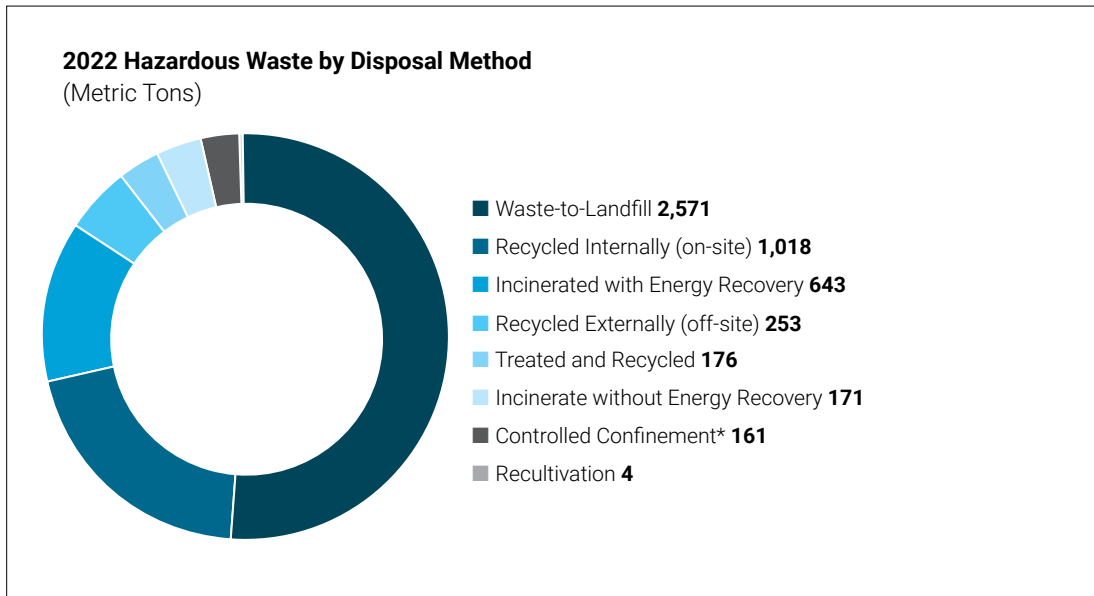 2022 Hazardous Waste by Disposal Method
(Metric Tons)
Waste-to-Landfill 2,571
Recycled Internally (on-site) 1,018
Incinerated with Energy Recovery 643
Recycled Externally (off-site) 253
Treated and Recycled 176
Incinerate without Energy Recovery 171
Controlled Confinement* 161
Recultivation 4